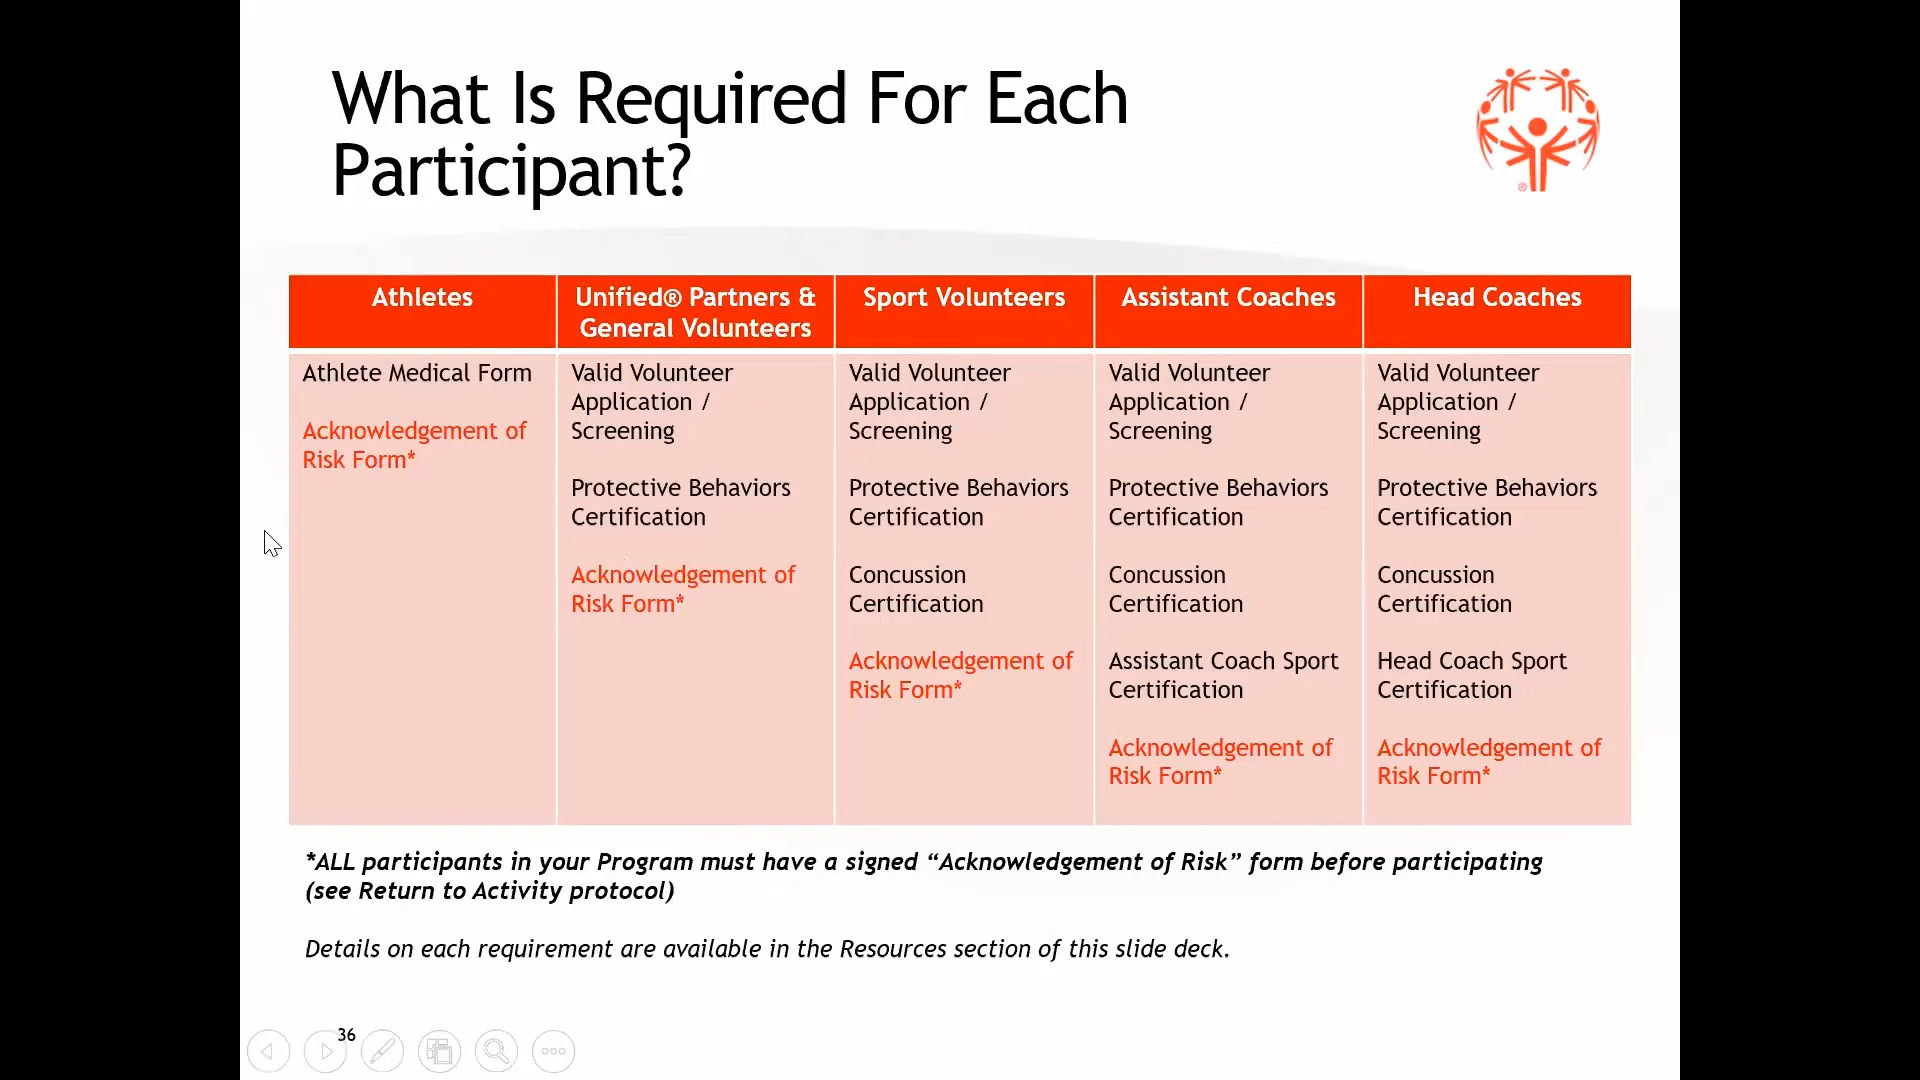 What Is Required For Each
Participant?
®
Athletes
Unified® Partners &
General Volunteers
Sport Volunteers
Assistant Coaches
Head Coaches
Athlete Medical Form
Acknowledgement of
Risk Form*
Valid Volunteer
Application /
Screening
Protective Behaviors
Certification
Acknowledgement of
Risk Form*
Valid Volunteer
Application /
Screening
Protective Behaviors
Certification
Concussion
Certification
Acknowledgement of
Risk Form*
Valid Volunteer
Application /
Screening
Protective Behaviors
Certification
Concussion
Certification
Assistant Coach Sport
Certification
Acknowledgement of
Risk Form*
Valid Volunteer
Application /
Screening
Protective Behaviors
Certification
Concussion
Certification
Head Coach Sport
Certification
Acknowledgement of
Risk Form*
*ALL participants in your Program must have a signed “Acknowledgement of Risk” form before participating
(see Return to Activity protocol)
Details on each requirement are available in the Resources section of this slide deck.
36